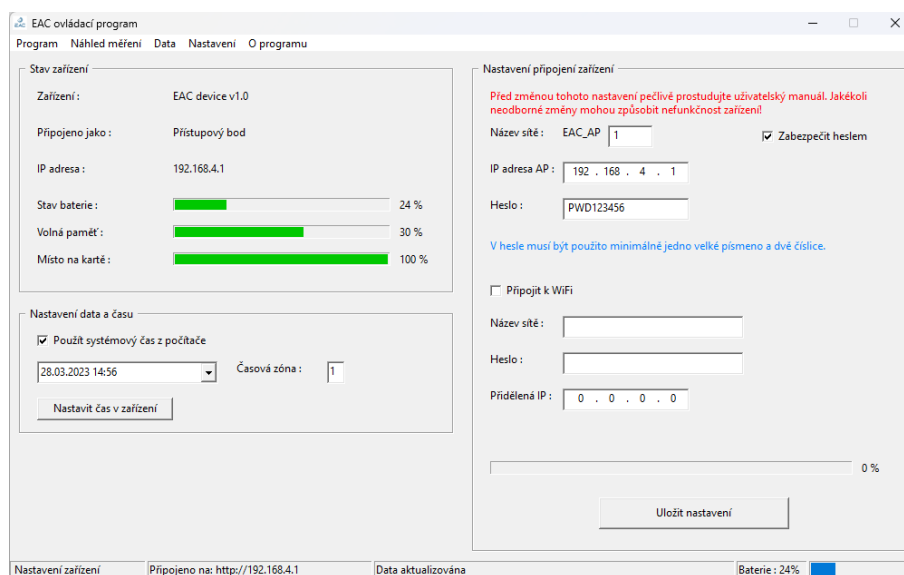 EAC ovládací program
Program Náhled měření Data Nastavení O programu
Stav zařízení
Zařízení : EAC device v1.0
Připojeno jako : Přístupový bod
IP adresa : 192.168.4.1
Stav baterie : 24 %
Volná paměť : 30 %
Místo na kartě : 100 %
Nastavení data a času
Použít systémový čas z počítače
28.03.2023 14:56 Časová zóna : 1
Nastavit čas v zařízení
Nastavení připojení zařízení
Před změnou tohoto nastavení pečlivě prostudujte uživatelský manuál. Jakékoli
neodborné změny mohou způsobit nefunkčnost zařízení!
Název sítě : EAC_AP 1 Zabezpečit heslem
IP adresa AP : 192 . 168 . 4 . 1
Heslo : PWD123456
V hesle musí být použito minimálně jedno velké písmeno a dvě číslice.
Připojit k WiFi
Název sítě :
Heslo :
Přidělená IP : 0 . 0 . 0 . 0
0 %
Uložit nastavení
Nastavení zařízení Připojeno na: http://192.168.4.1 Data aktualizována Baterie : 24%